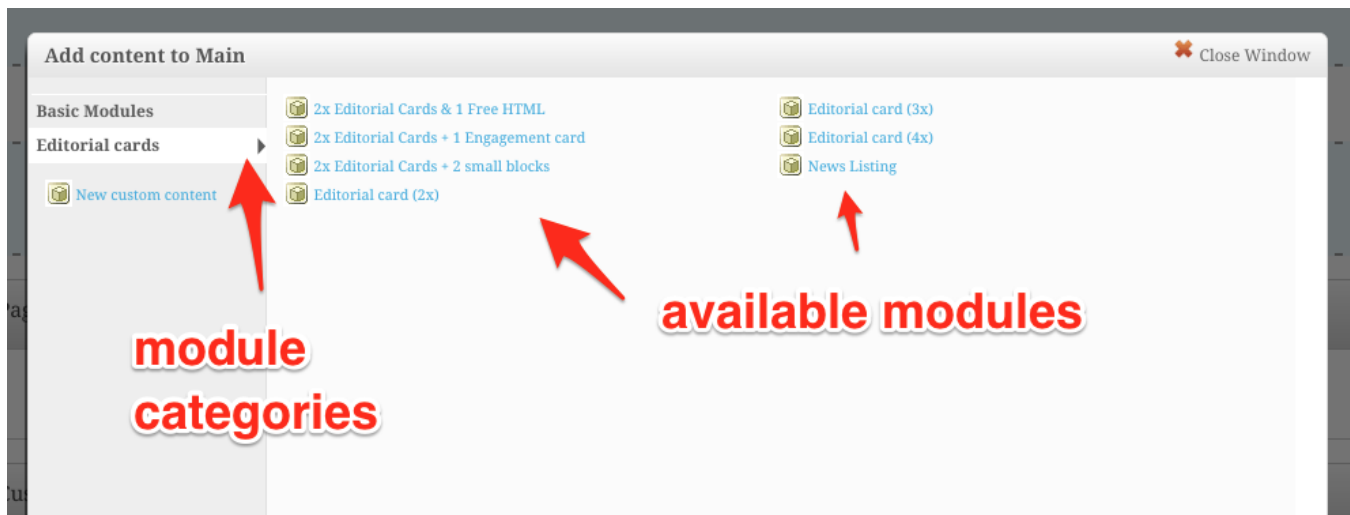 Add content to Main
Close Window
Basic Modules
Editorial cards
New custom content
2x Editorial Cards & 1 Free HTML
2x Editorial Cards + 1 Engagement card
2x Editorial Cards + 2 small blocks
Editorial card (2x)
Editorial card (3x)
Editorial card (4x)
News Listing
module
categories
available modules